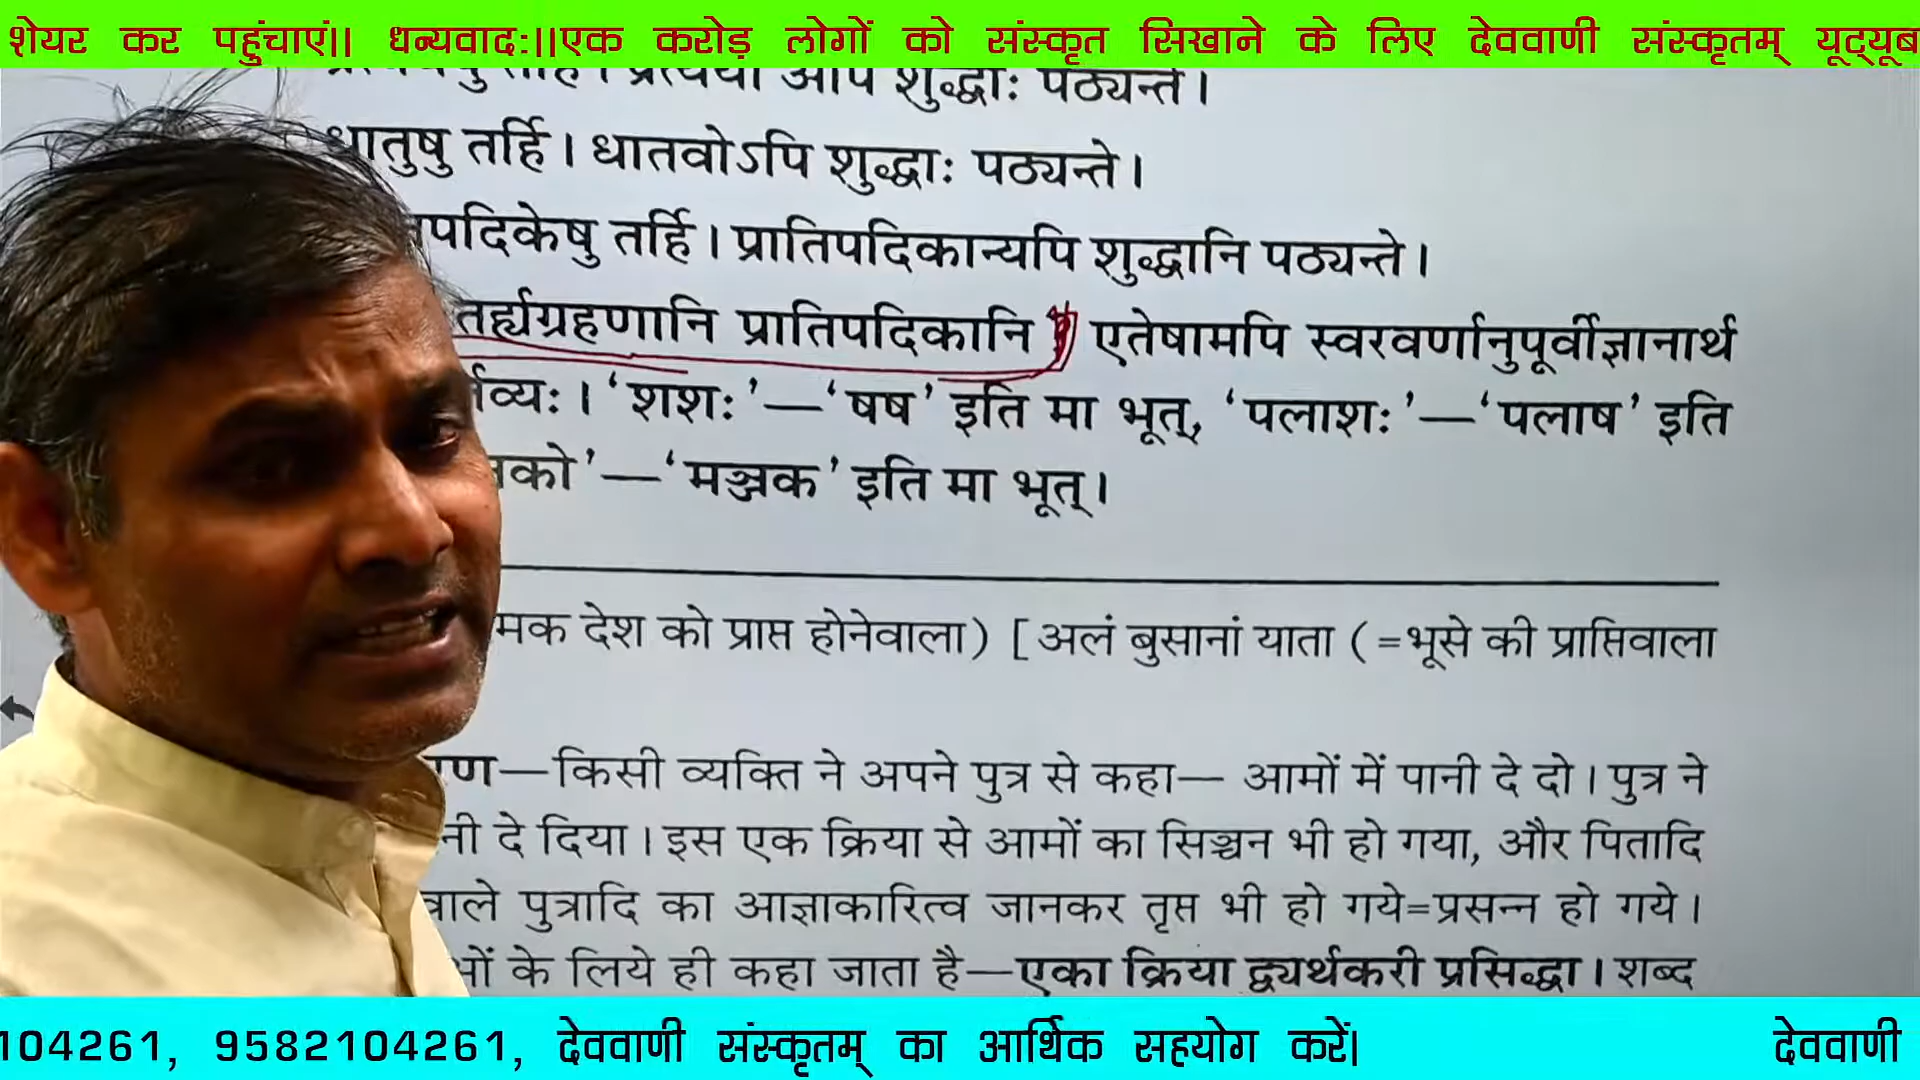 शेयर कर पहुंचाएं|| धन्यवादः||एक करोड़ लोगों को संस्कृत सिखाने के लिए देववाणी संस्कृतम् यूट्यूब
शुद्धाः पठ्यन्ते।
धातुषु तर्हि। धातवोऽपि शुद्धाः पठ्यन्ते।
पदिकेषु तर्हि। प्रातिपदिकान्यपि शुद्धानि पठ्यन्ते।
तर्ह्यग्रहणानि प्रातिपदिकानि एतेषामपि स्वरवर्णानुपूर्वीज्ञानार्थ
व्यः। ‘शशः’—‘षष’ इति मा भूत्, ‘पलाशः’—‘पलाष’ इति
को’—‘मञ्जक’ इति मा भूत्।
मक देश को प्राप्त होनेवाला) [अलं बुसानां याता (=भूसे की प्राप्तिवाला
ण—किसी व्यक्ति ने अपने पुत्र से कहा— आमों में पानी दे दो। पुत्र ने
नी दे दिया। इस एक क्रिया से आमों का सिञ्चन भी हो गया, और पितादि
वाले पुत्रादि का आज्ञाकारित्व जानकर तृप्त भी हो गये=प्रसन्न हो गये।
ओं के लिये ही कहा जाता है—एका क्रिया द्व्यर्थकरी प्रसिद्धा। शब्द
104261, 9582104261, देववाणी संस्कृतम् का आर्थिक सहयोग करें| देववाणी